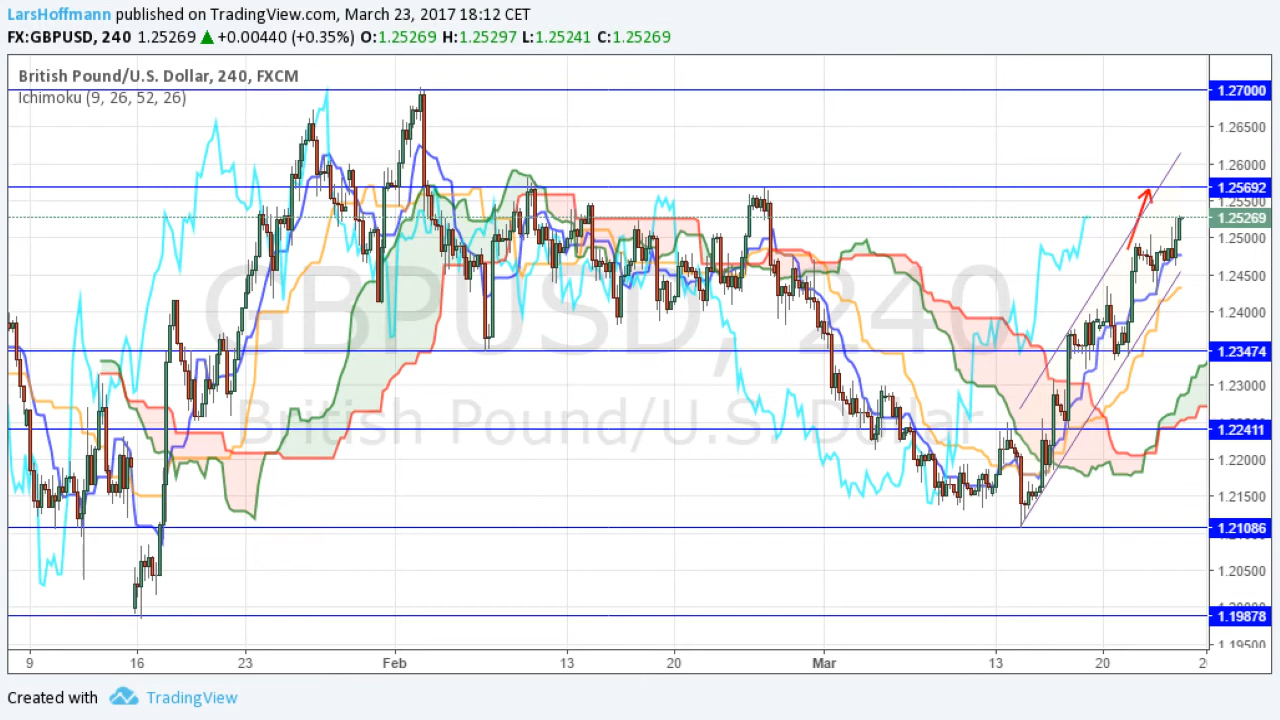 LarsHoffmann published on TradingView.com, March 23, 2017 18:12 CET
FX:GBPUSD, 240 1.25269 ▲ +0.00440 (+0.35%) O:1.25269 H:1.25297 L:1.25241 C:1.25269
British Pound/U.S. Dollar, 240, FXCM
Ichimoku (9, 26, 52, 26)
GBPUSD, 240
British Pound/U.S. Dollar
1.27000
1.26500
1.26000
1.25692
1.25500
1.25269
1.25000
1.24500
1.24000
1.23474
1.23000
1.22411
1.22000
1.21500
1.21086
1.20500
1.19878
1.19500
9 16 23 Feb 13 20 Mar 13 20
Created with TradingView